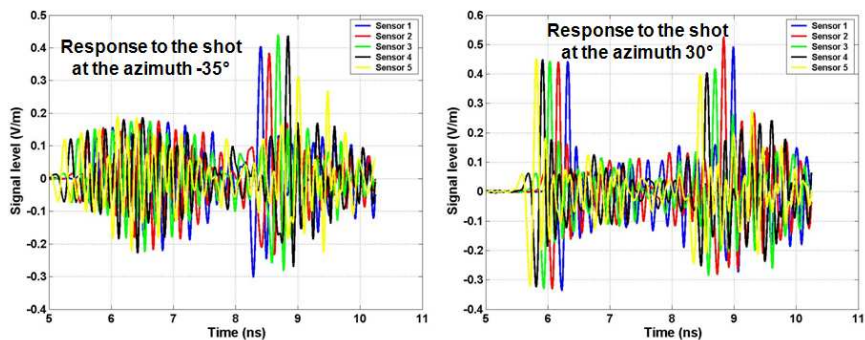 Response to the shot
at the azimuth -35°
Sensor 1
Sensor 2
Sensor 3
Sensor 4
Sensor 5
Signal level (V/m)
0.5
0.4
0.3
0.2
0.1
0
-0.1
-0.2
-0.3
-0.4
5 6 7 8 9 10 11
Time (ns)
Response to the shot
at the azimuth 30°
Sensor 1
Sensor 2
Sensor 3
Sensor 4
Sensor 5
Signal level (V/m)
0.6
0.5
0.4
0.3
0.2
0.1
0
-0.1
-0.2
-0.3
-0.4
5 6 7 8 9 10 11
Time (ns)